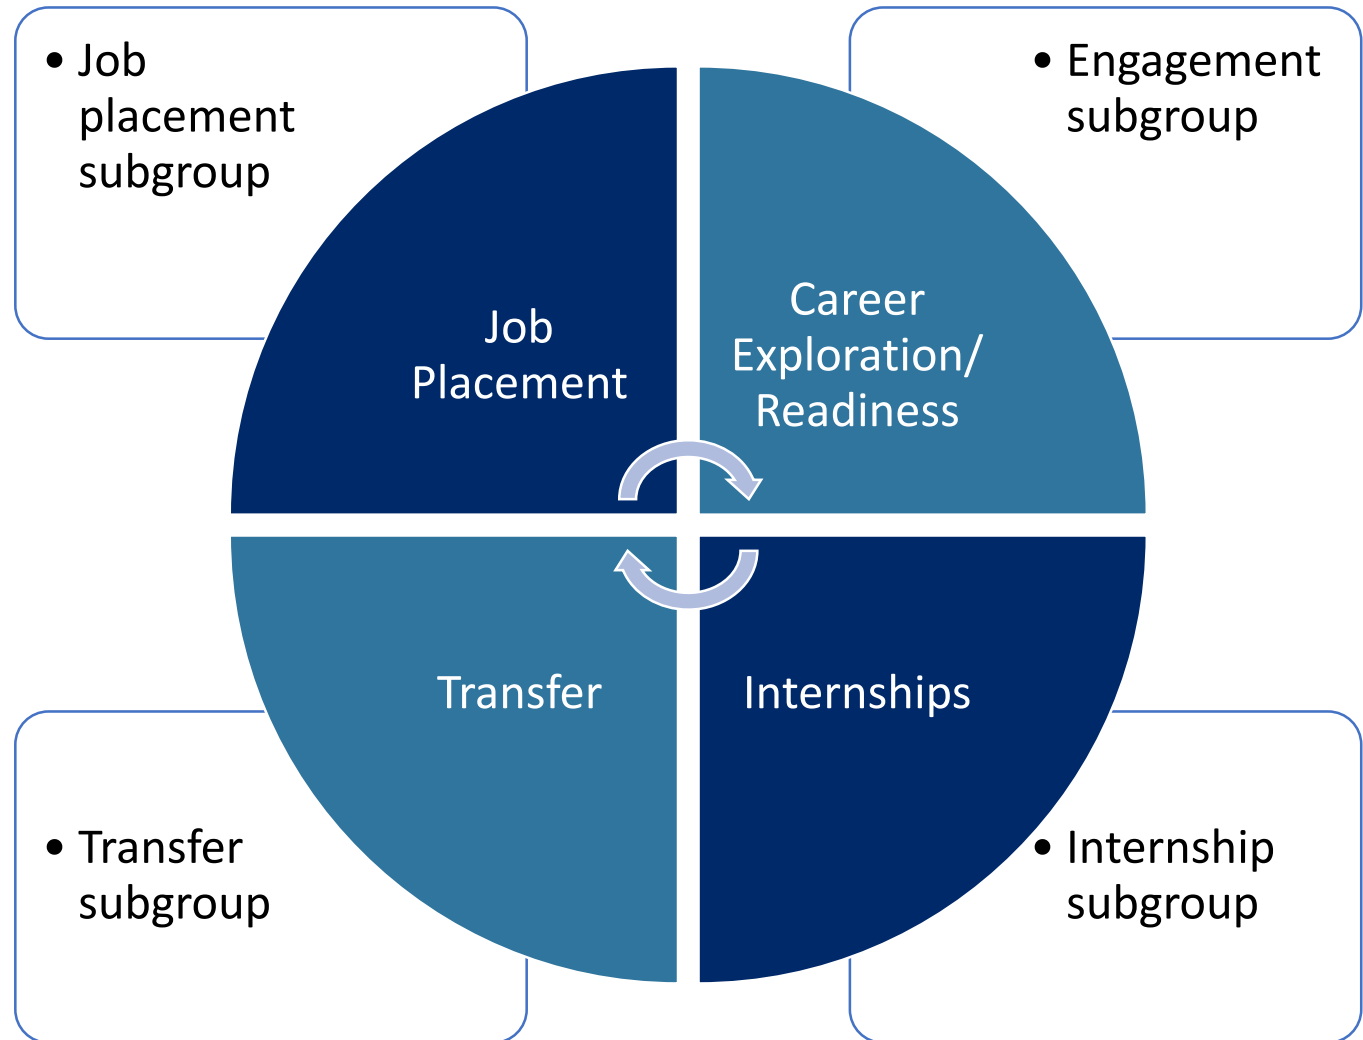 • Job
placement
subgroup
• Engagement
subgroup
Job
Placement
Career
Exploration/
Readiness
Transfer
Internships
• Transfer
subgroup
• Internship
subgroup